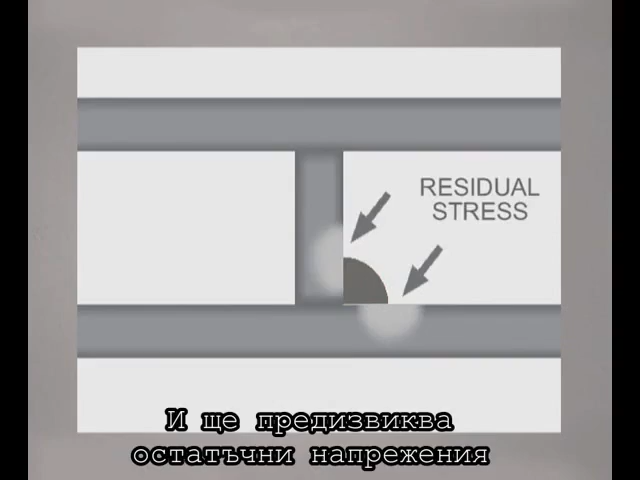 RESIDUAL
STRESS
И ще предизвиква
остатъчни напрежения